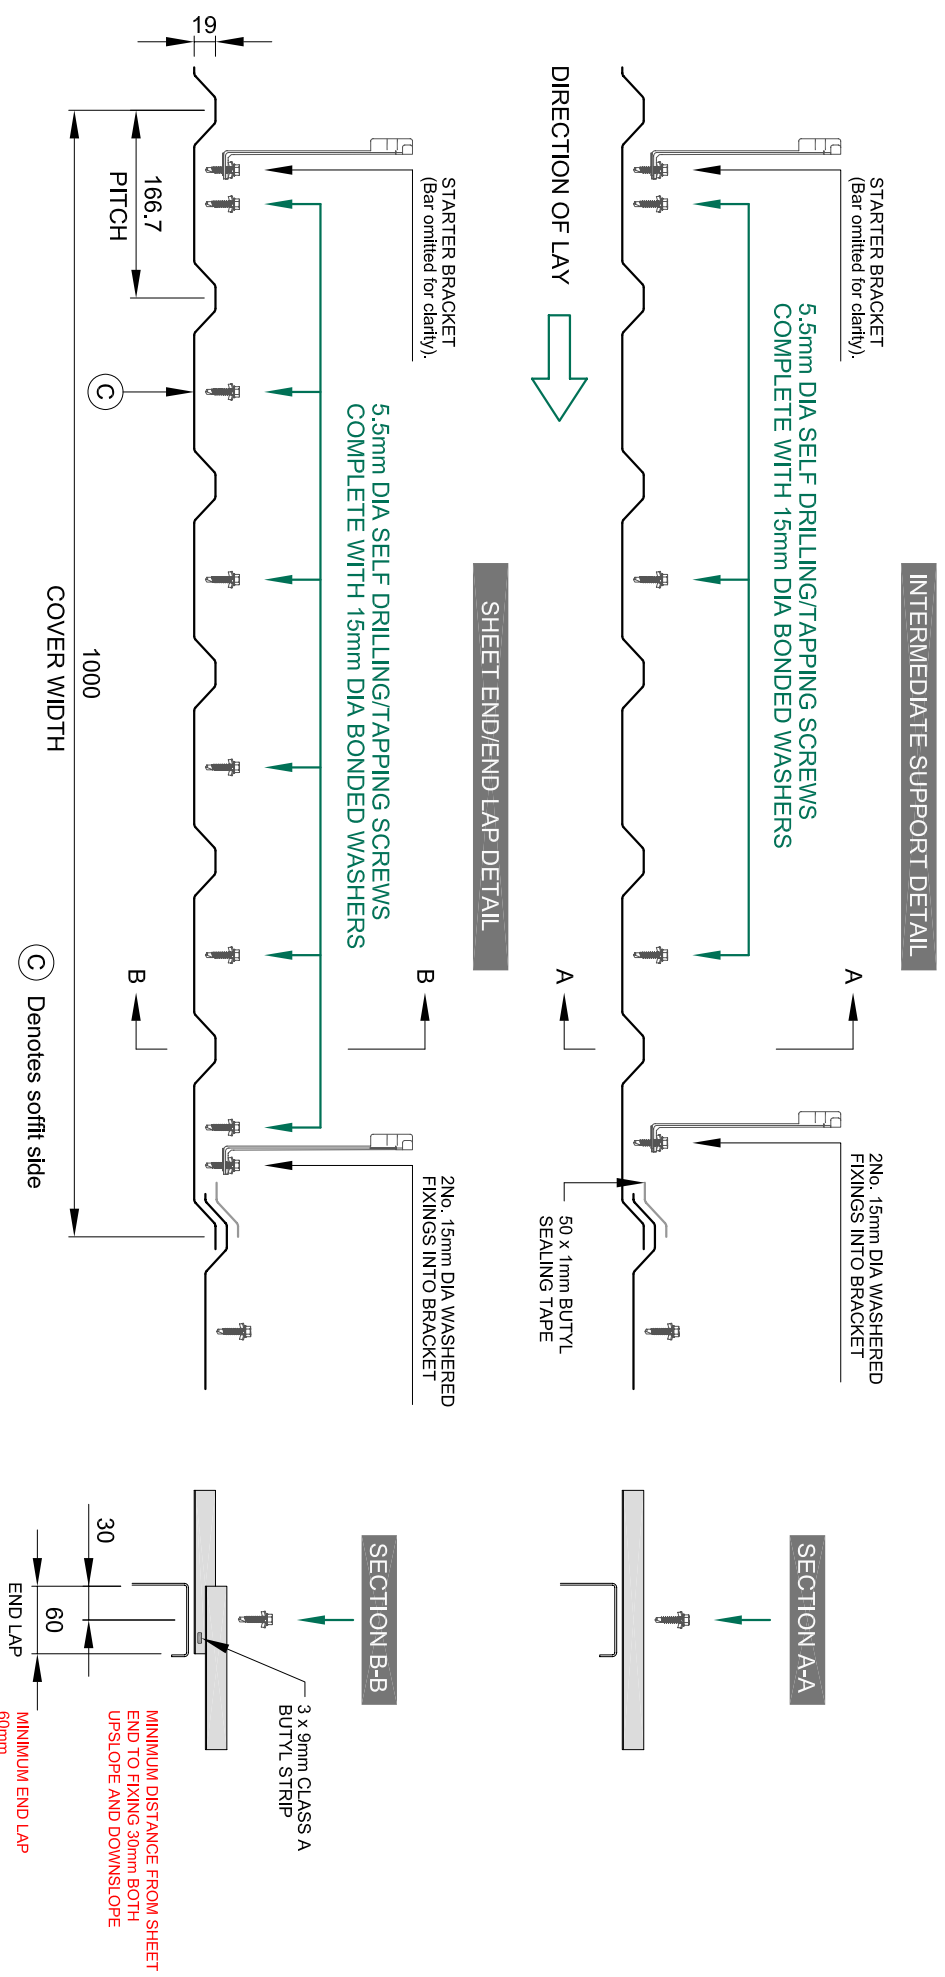 INTERMEDIATE SUPPORT DETAIL
5.5mm DIA SELF DRILLING/TAPPING SCREWS
COMPLETE WITH 15mm DIA BONDED WASHERS
STARTER BRACKET
(Bar omitted for clarity).
A
2No. 15mm DIA WASHERED
FIXINGS INTO BRACKET
DIRECTION OF LAY
A
50 x 1mm BUTYL
SEALING TAPE
SECTION A-A
SHEET END/END LAP DETAIL
5.5mm DIA SELF DRILLING/TAPPING SCREWS
COMPLETE WITH 15mm DIA BONDED WASHERS
STARTER BRACKET
(Bar omitted for clarity).
B
2No. 15mm DIA WASHERED
FIXINGS INTO BRACKET
19
166.7
PITCH
C
B
1000
COVER WIDTH
C Denotes soffit side
SECTION B-B
3 x 9mm CLASS A
BUTYL STRIP
30
60
END LAP
MINIMUM DISTANCE FROM SHEET
END TO FIXING 30mm BOTH
UPSLOPE AND DOWNSLOPE
MINIMUM END LAP
60mm